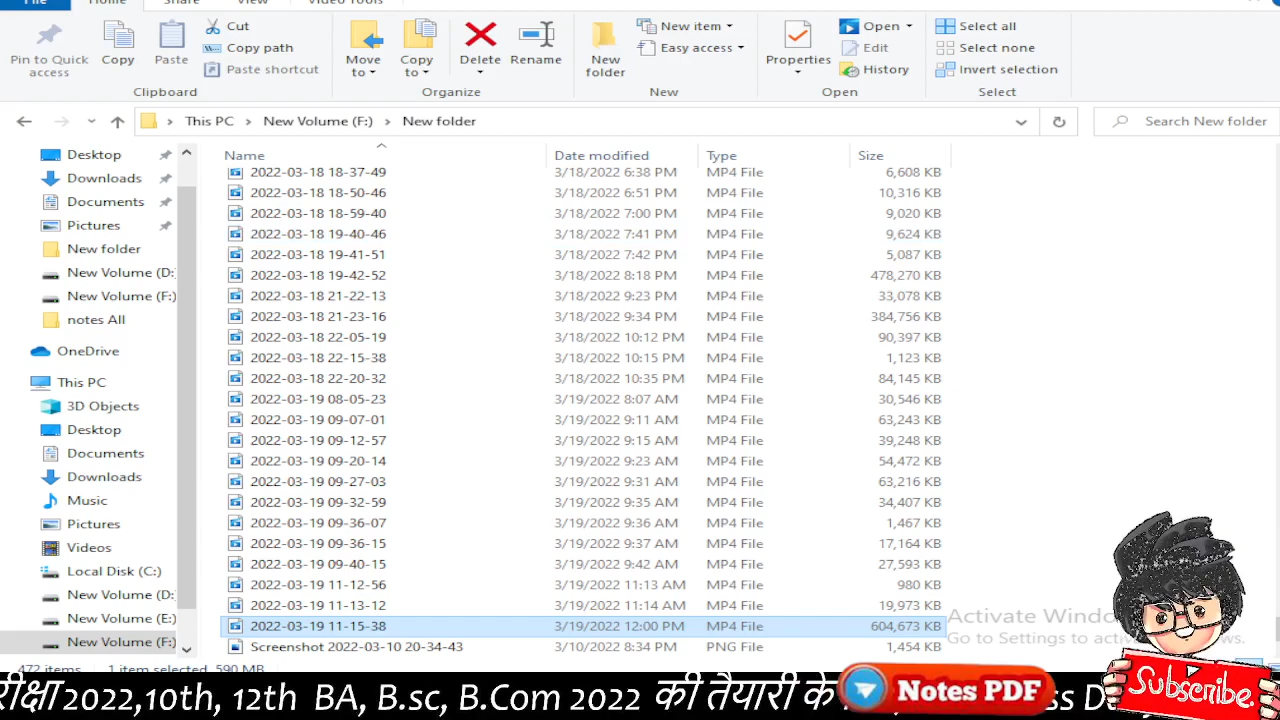 File Home Share View Video Tools
Pin to Quick access
Copy
Paste
Cut
Copy path
Paste shortcut
Clipboard
Move to
Copy to
Delete
Rename
Organize
New folder
New item
Easy access
New
Properties
Open
Edit
History
Open
Select all
Select none
Invert selection
Select
This PC > New Volume (F:) > New folder
Search New folder
Desktop
Downloads
Documents
Pictures
New folder
New Volume (D:
New Volume (F:)
notes All
OneDrive
This PC
3D Objects
Desktop
Documents
Downloads
Music
Pictures
Videos
Local Disk (C:)
New Volume (D:
New Volume (E:)
New Volume (F:)
Name Date modified Type Size
2022-03-18 18-37-49 3/18/2022 6:38 PM MP4 File 6,608 KB
2022-03-18 18-50-46 3/18/2022 6:51 PM MP4 File 10,316 KB
2022-03-18 18-59-40 3/18/2022 7:00 PM MP4 File 9,020 KB
2022-03-18 19-40-46 3/18/2022 7:41 PM MP4 File 9,624 KB
2022-03-18 19-41-51 3/18/2022 7:42 PM MP4 File 5,087 KB
2022-03-18 19-42-52 3/18/2022 8:18 PM MP4 File 478,270 KB
2022-03-18 21-22-13 3/18/2022 9:23 PM MP4 File 33,078 KB
2022-03-18 21-23-16 3/18/2022 9:34 PM MP4 File 384,756 KB
2022-03-18 22-05-19 3/18/2022 10:12 PM MP4 File 90,397 KB
2022-03-18 22-15-38 3/18/2022 10:15 PM MP4 File 1,123 KB
2022-03-18 22-20-32 3/18/2022 10:35 PM MP4 File 84,145 KB
2022-03-19 08-05-23 3/19/2022 8:07 AM MP4 File 30,546 KB
2022-03-19 09-07-01 3/19/2022 9:11 AM MP4 File 63,243 KB
2022-03-19 09-12-57 3/19/2022 9:15 AM MP4 File 39,248 KB
2022-03-19 09-20-14 3/19/2022 9:23 AM MP4 File 54,472 KB
2022-03-19 09-27-03 3/19/2022 9:31 AM MP4 File 63,216 KB
2022-03-19 09-32-59 3/19/2022 9:35 AM MP4 File 34,407 KB
2022-03-19 09-36-07 3/19/2022 9:36 AM MP4 File 1,467 KB
2022-03-19 09-36-15 3/19/2022 9:37 AM MP4 File 17,164 KB
2022-03-19 09-40-15 3/19/2022 9:42 AM MP4 File 27,593 KB
2022-03-19 11-12-56 3/19/2022 11:13 AM MP4 File 980 KB
2022-03-19 11-13-12 3/19/2022 11:14 AM MP4 File 19,973 KB
2022-03-19 11-15-38 3/19/2022 12:00 PM MP4 File 604,673 KB
Screenshot 2022-03-10 20-34-43 3/10/2022 8:34 PM PNG File 1,454 KB
Activate Windo
Go to Settings to activ
472 items 1 item selected 590 MB
रीक्षा 2022,10th, 12th BA, B.sc, B.Com 2022 की तैयारी के
Notes PDF
Subscribe.